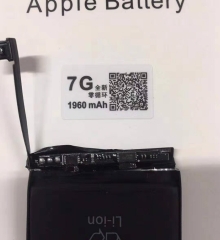 Apple Battery
7G 全新
零循环
1960 mAh
Li-ion